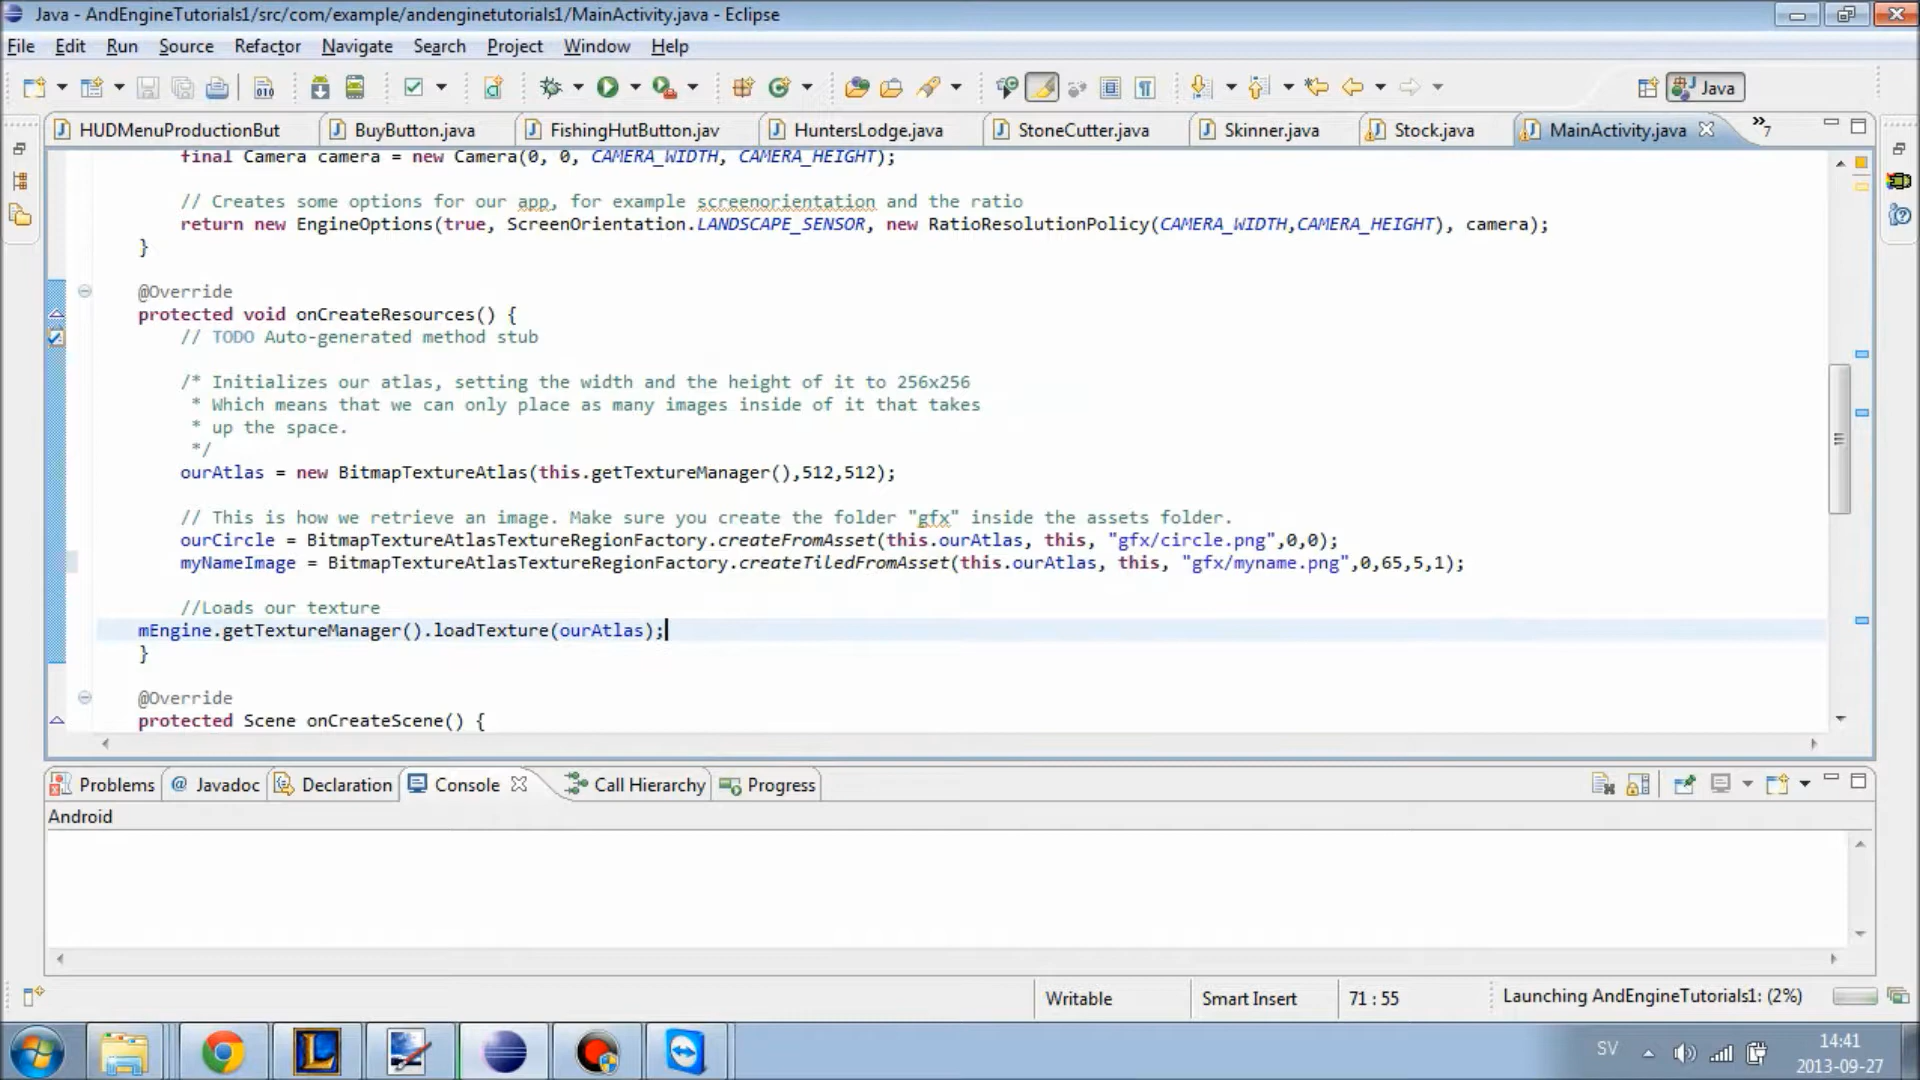 Java - AndEngineTutorials1/src/com/example/andenginetutorials1/MainActivity.java - Eclipse
File Edit Run Source Refactor Navigate Search Project Window Help
Java
HUDMenuProductionBut BuyButton.java FishingHutButton.jav HuntersLodge.java StoneCutter.java Skinner.java Stock.java MainActivity.java »7
final Camera camera = new Camera(0, 0, CAMERA_WIDTH, CAMERA_HEIGHT);
// Creates some options for our app, for example screenorientation and the ratio
return new EngineOptions(true, ScreenOrientation.LANDSCAPE_SENSOR, new RatioResolutionPolicy(CAMERA_WIDTH,CAMERA_HEIGHT), camera);
}
@Override
protected void onCreateResources() {
// TODO Auto-generated method stub
/* Initializes our atlas, setting the width and the height of it to 256x256
* Which means that we can only place as many images inside of it that takes
* up the space.
*/
ourAtlas = new BitmapTextureAtlas(this.getTextureManager(),512,512);
// This is how we retrieve an image. Make sure you create the folder "gfx" inside the assets folder.
ourCircle = BitmapTextureAtlasTextureRegionFactory.createFromAsset(this.ourAtlas, this, "gfx/circle.png",0,0);
myNameImage = BitmapTextureAtlasTextureRegionFactory.createTiledFromAsset(this.ourAtlas, this, "gfx/myname.png",0,65,5,1);
//Loads our texture
mEngine.getTextureManager().loadTexture(ourAtlas);
}
@Override
protected Scene onCreateScene() {
Problems @ Javadoc Declaration Console Call Hierarchy Progress
Android
Writable Smart Insert 71 : 55 Launching AndEngineTutorials1: (2%)
SV 14:41
2013-09-27